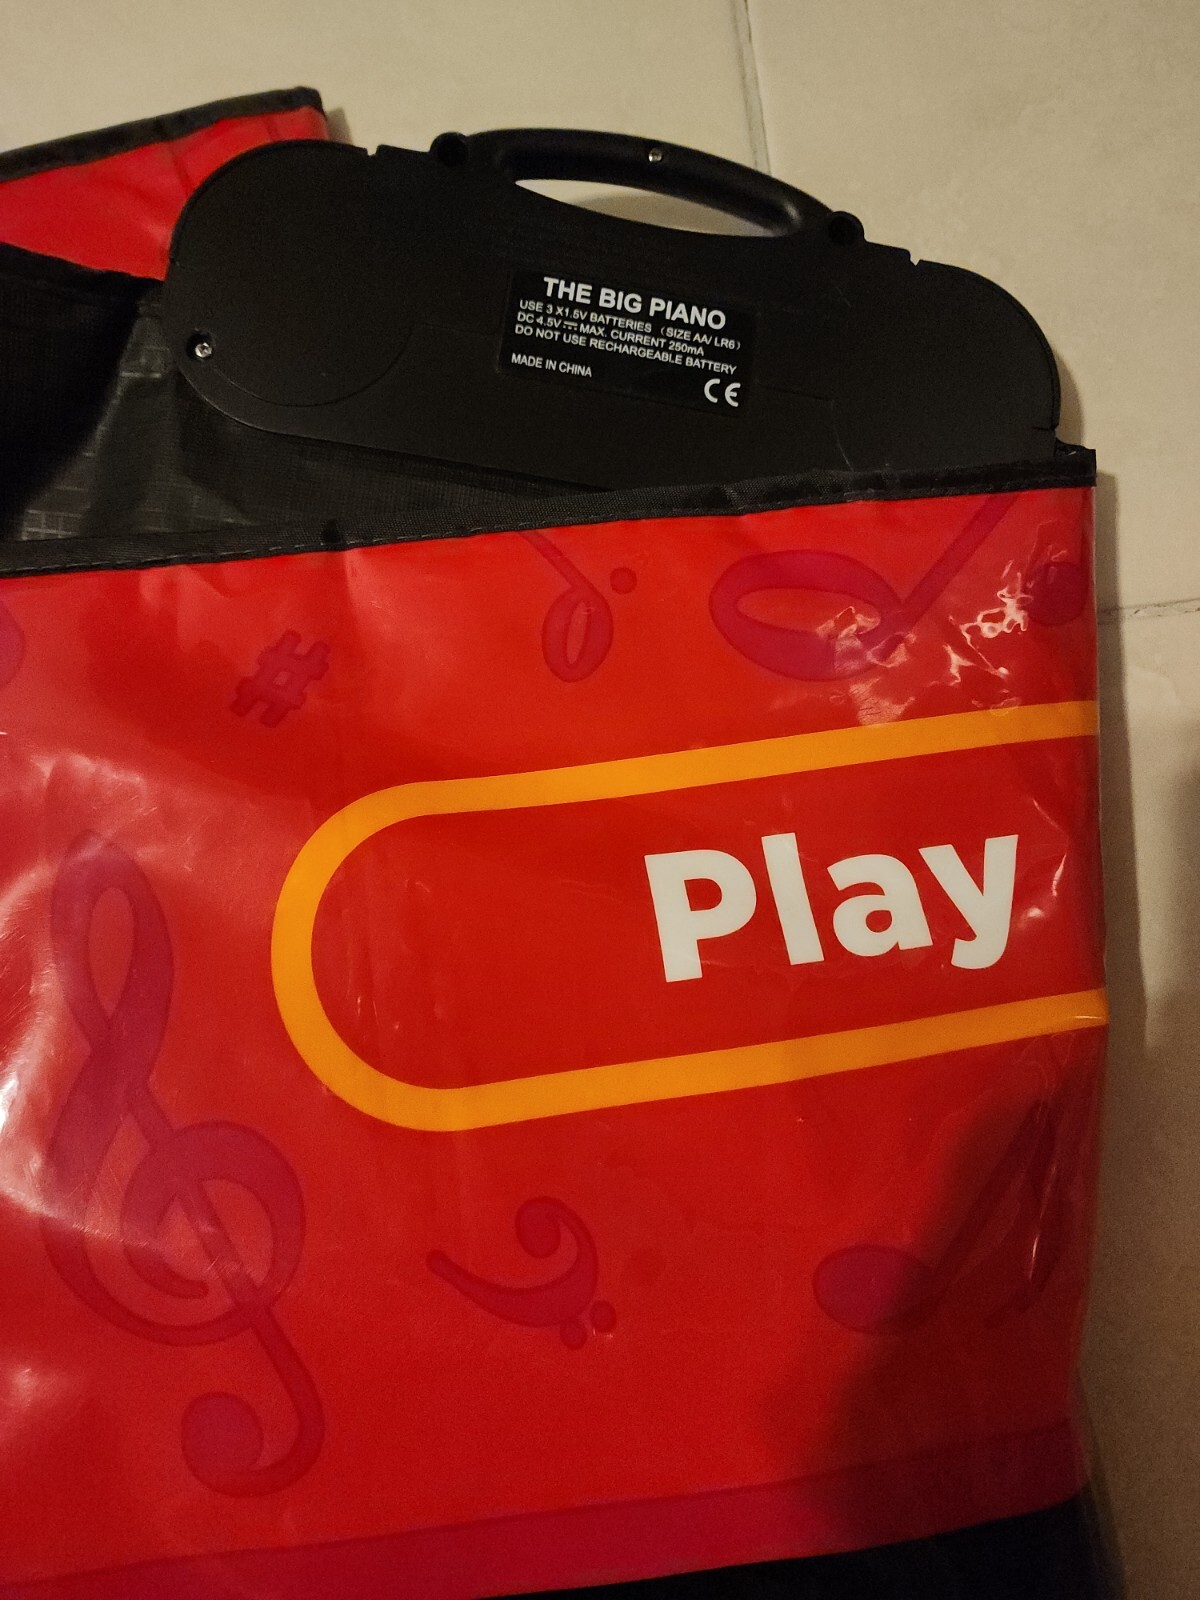 THE BIG PIANO
USE 3 X1.5V BATTERIES (SIZE AA/ LR6)
DC 4.5V⎓MAX. CURRENT 250mA
DO NOT USE RECHARGEABLE BATTERY
MADE IN CHINA
CE
#
Play